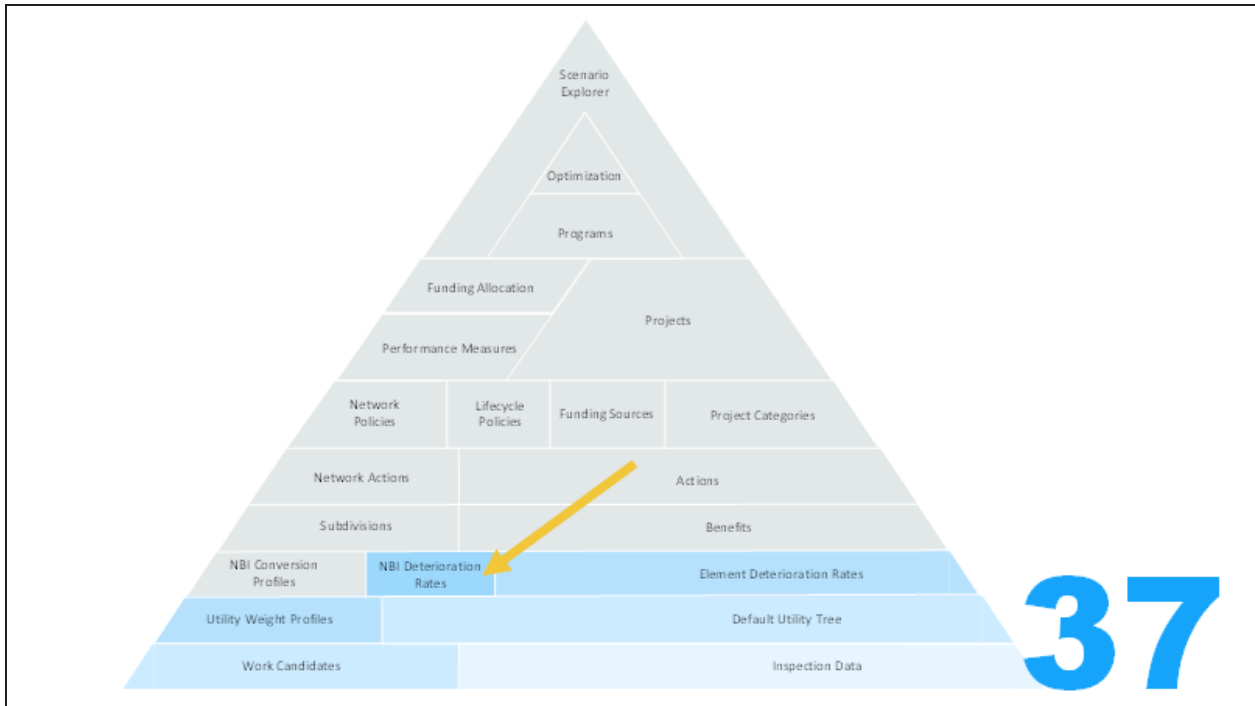 Scenario
Explorer
Optimization
Programs
Funding Allocation
Projects
Performance Measures
Network
Policies
Lifecycle
Policies
Funding Sources
Project Categories
Network Actions
Actions
Subdivisions
Benefits
NBI Conversion
Profiles
NBI Deterioration
Rates
Element Deterioration Rates
Utility Weight Profiles
Default Utility Tree
Work Candidates
Inspection Data
37